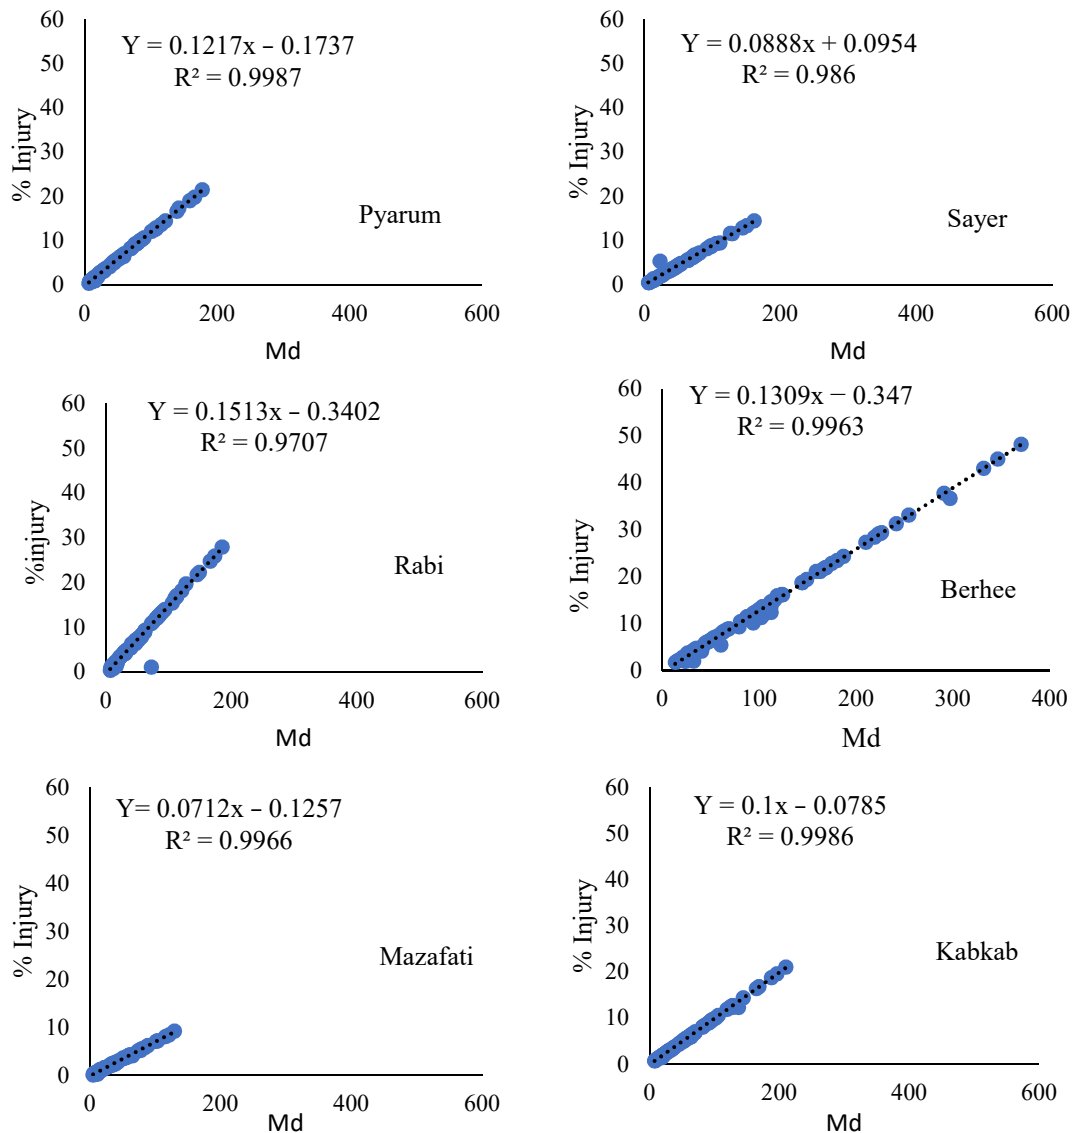 Y = 0.1217x – 0.1737
R² = 0.9987
% Injury
60
50
40
30
20
10
0
Pyarum
0 200 400 600
Md
Y = 0.0888x + 0.0954
R² = 0.986
% Injury
60
50
40
30
20
10
0
Sayer
0 200 400 600
Md
Y = 0.1513x – 0.3402
R² = 0.9707
%injury
60
50
40
30
20
10
0
Rabi
0 200 400 600
Md
Y = 0.1309x − 0.347
R² = 0.9963
% Injury
60
50
40
30
20
10
0
Berhee
0 100 200 300 400
Md
Y= 0.0712x – 0.1257
R² = 0.9966
% Injury
60
50
40
30
20
10
0
Mazafati
0 200 400 600
Md
Y = 0.1x – 0.0785
R² = 0.9986
% Injury
60
50
40
30
20
10
0
Kabkab
0 200 400 600
Md